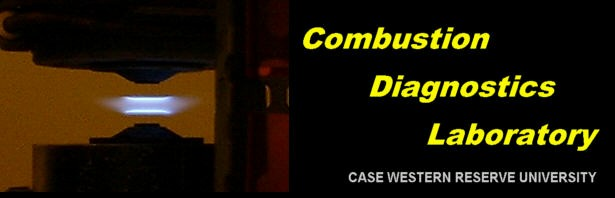 Combustion
Diagnostics
Laboratory
CASE WESTERN RESERVE UNIVERSITY